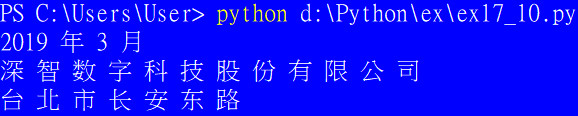 PS C:\Users\User> python d:\Python\ex\ex17_10.py
2019 年 3 月
深 智 数 字 科 技 股 份 有 限 公 司
台 北 市 长 安 东 路